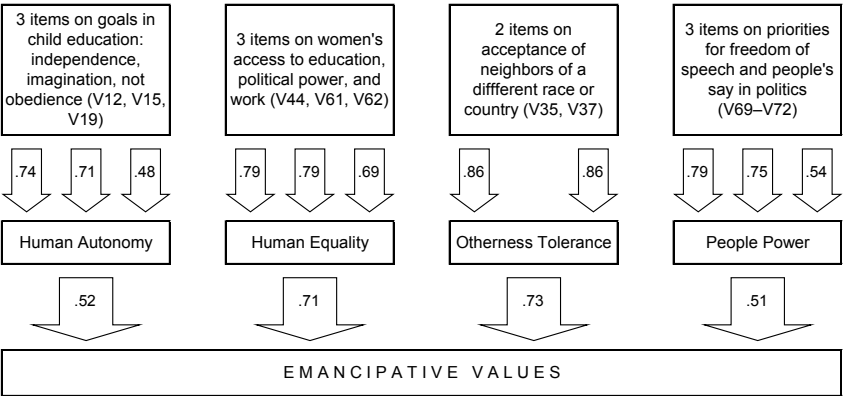 3 items on goals in
child education:
independence,
imagination, not
obedience (V12, V15,
V19)
3 items on women's
access to education,
political power, and
work (V44, V61, V62)
2 items on
acceptance of
neighbors of a
diffferent race or
country (V35, V37)
3 items on priorities
for freedom of
speech and people's
say in politics
(V69–V72)
.74 .71 .48
.79 .79 .69
.86 .86
.79 .75 .54
Human Autonomy
Human Equality
Otherness Tolerance
People Power
.52
.71
.73
.51
EMANCIPATIVE VALUES